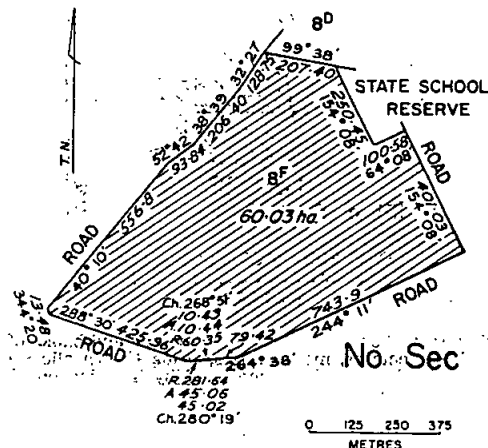 8D
99° 38'
207·40
32° 27
128·75
38° 39'
206·40
52° 42'
93·84
STATE SCHOOL
RESERVE
250·45
154° 08'
100·58
64° 08'
ROAD
401·03
154° 08'
T.N.
8F
60·03 ha.
556·8
40° 10'
ROAD
Ch. 268° 51'
A 10·43
A 10·44
R 60·35
13·48
344° 20'
288° 30'
425·36
79·42
743·9
244° 11'
ROAD
ROAD
264° 38'
No Sec
R. 281·64
A 45·06
45·02
Ch. 280° 19'
0 125 250 375
METRES